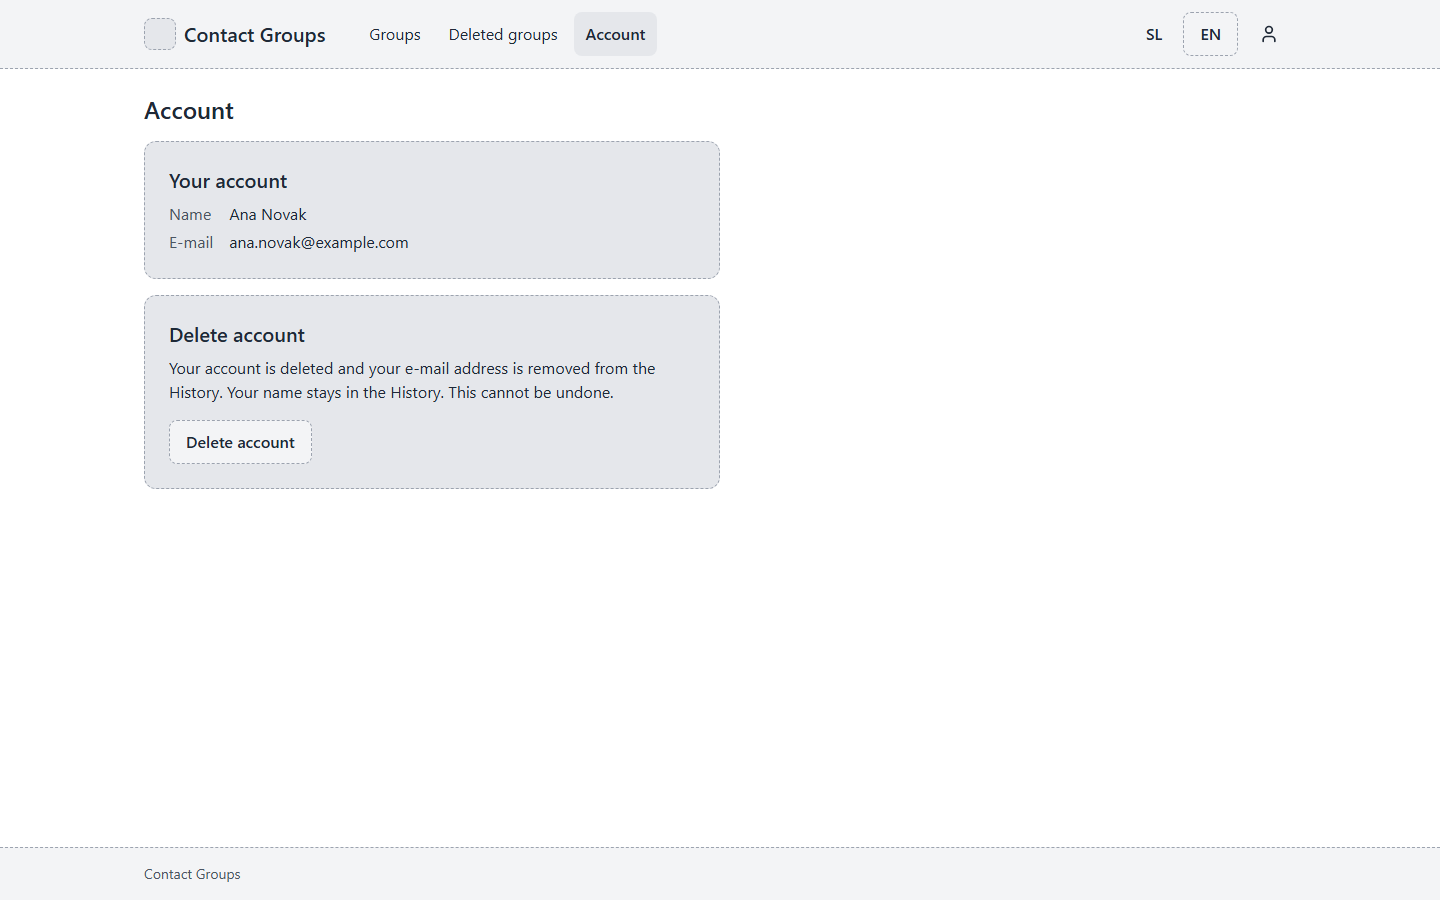 Contact Groups
Groups
Deleted groups
Account
SL
EN
Account
Your account
Name Ana Novak
E-mail ana.novak@example.com
Delete account
Your account is deleted and your e-mail address is removed from the
History. Your name stays in the History. This cannot be undone.
Delete account
Contact Groups